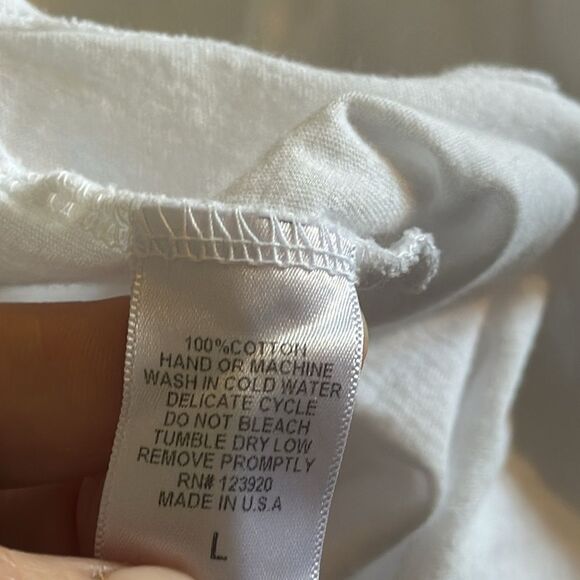 100%COTTON
HAND OR MACHINE
WASH IN COLD WATER
DELICATE CYCLE
DO NOT BLEACH
TUMBLE DRY LOW
REMOVE PROMPTLY
RN# 123920
MADE IN U.S.A
L